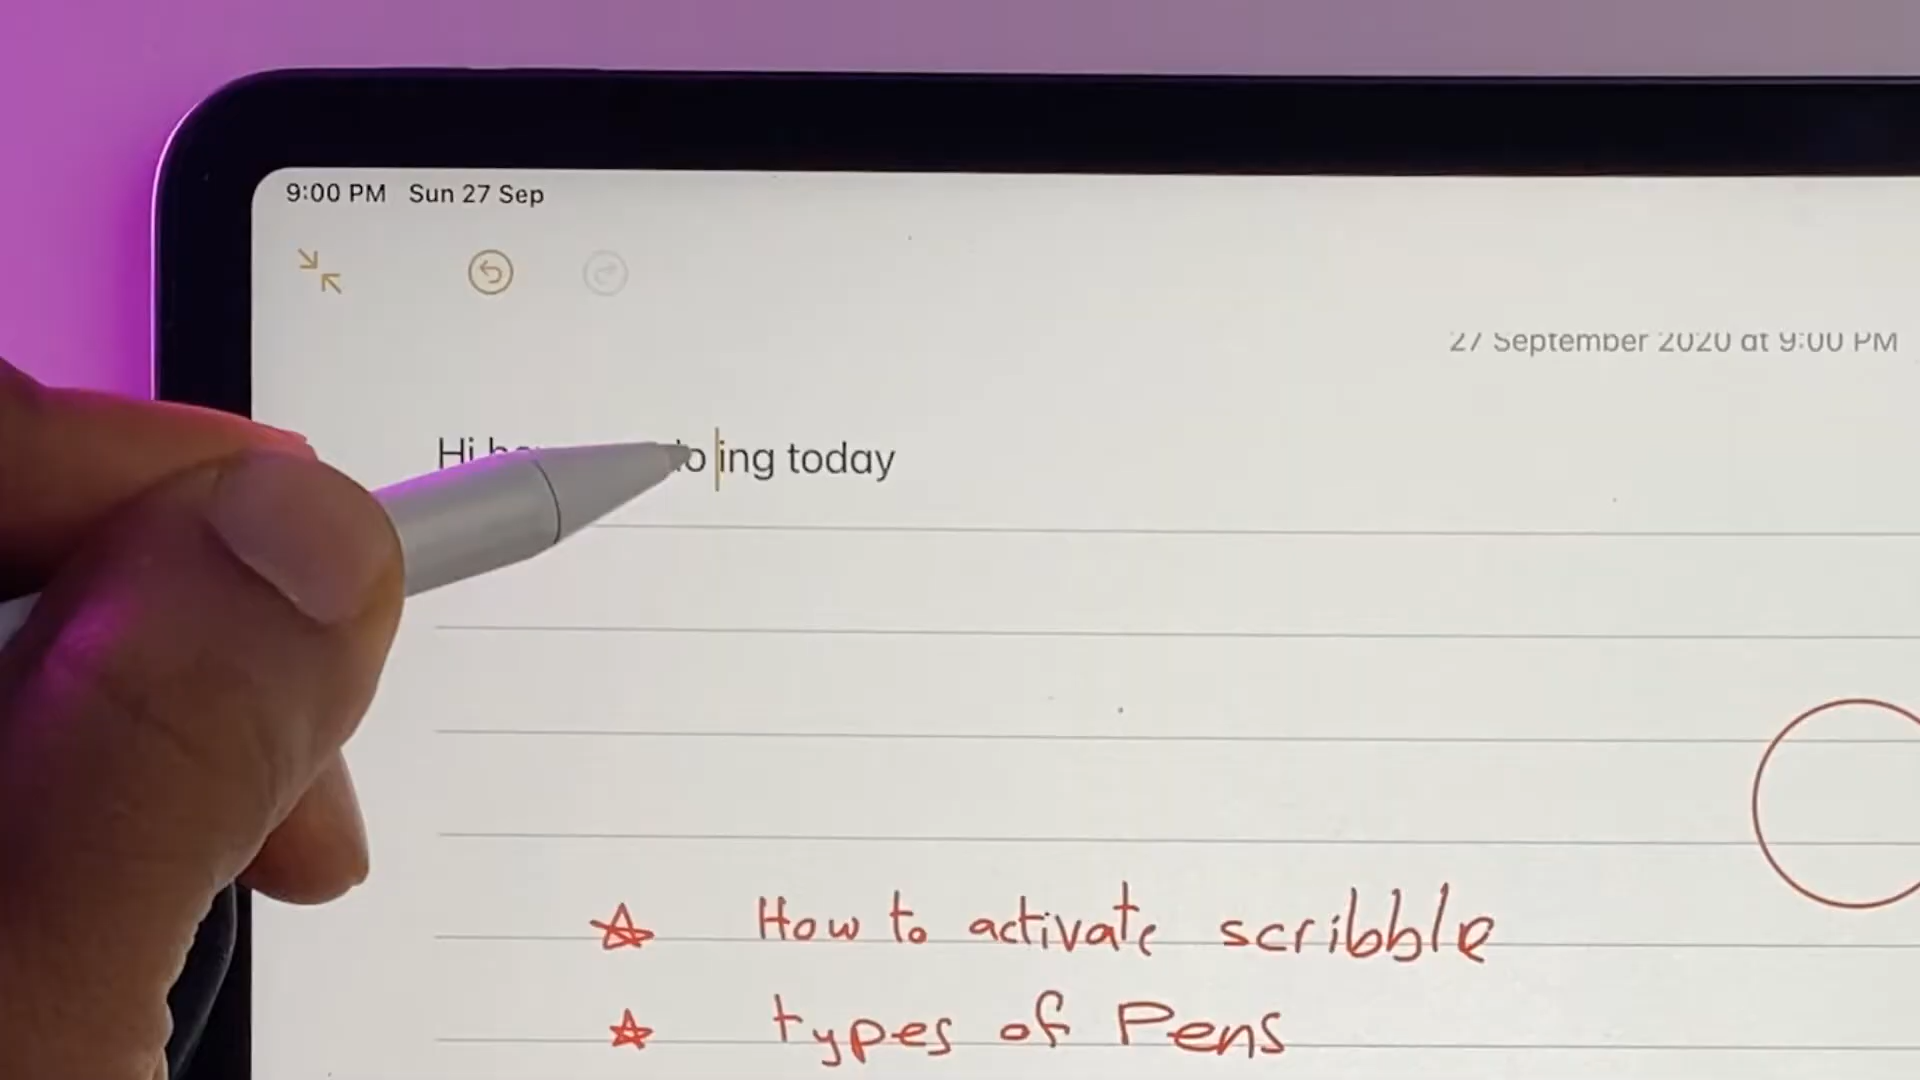 9:00 PM Sun 27 Sep
27 September 2020 at 9:00 PM
Hi ing today
How to activate scribble
types of Pens